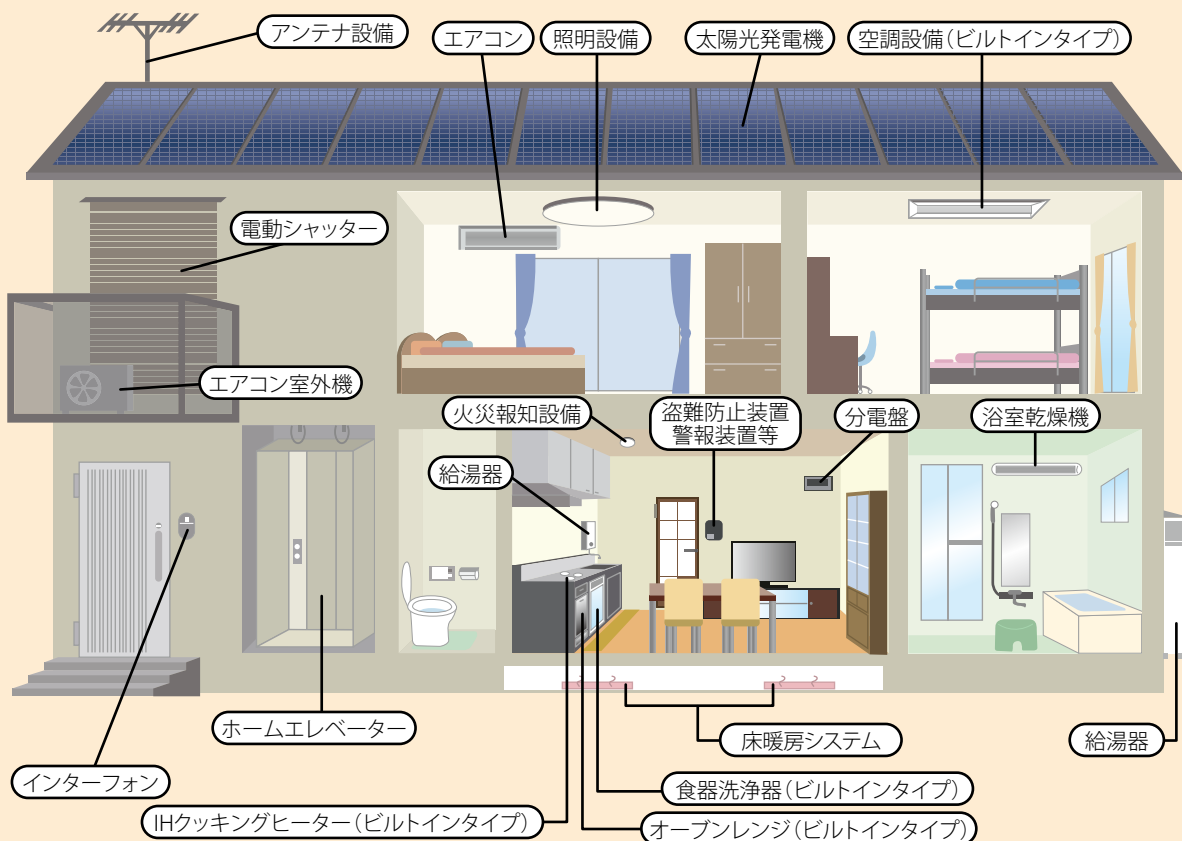 アンテナ設備
エアコン
照明設備
太陽光発電機
空調設備(ビルトインタイプ)
電動シャッター
エアコン室外機
火災報知設備
盗難防止装置
警報装置等
分電盤
浴室乾燥機
給湯器
ホームエレベーター
床暖房システム
給湯器
インターフォン
食器洗浄器(ビルトインタイプ)
IHクッキングヒーター(ビルトインタイプ)
オーブンレンジ(ビルトインタイプ)